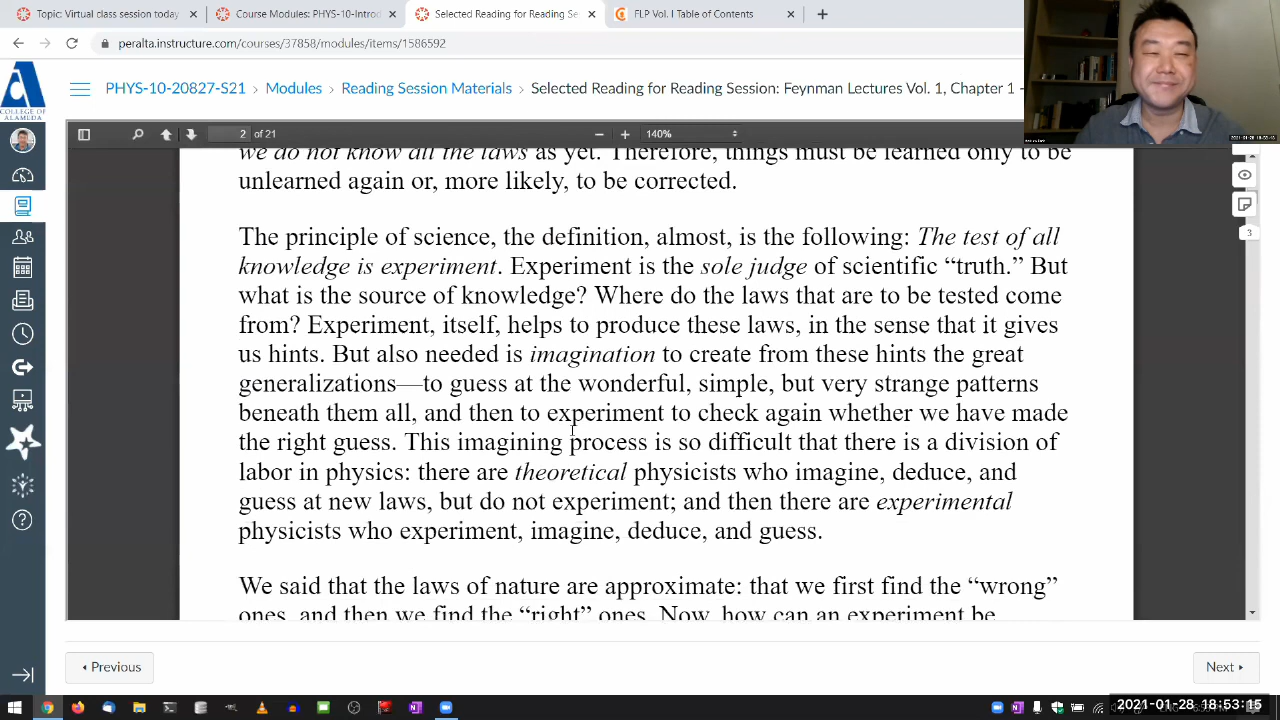 Topic: Virtual class session today
Course Modules: PHYS-10-Introd
Selected Reading for Reading Se
FLP Vol. I Table of Contents
peralta.instructure.com/courses/37858/modules/items/1586592
COLLEGE OF
ALAMEDA
PHYS-10-20827-S21 › Modules › Reading Session Materials › Selected Reading for Reading Session: Feynman Lectures Vol. 1, Chapter 1 -
2 of 21
140%
we do not know all the laws as yet. Therefore, things must be learned only to be
unlearned again or, more likely, to be corrected.
The principle of science, the definition, almost, is the following: The test of all
knowledge is experiment. Experiment is the sole judge of scientific “truth.” But
what is the source of knowledge? Where do the laws that are to be tested come
from? Experiment, itself, helps to produce these laws, in the sense that it gives
us hints. But also needed is imagination to create from these hints the great
generalizations—to guess at the wonderful, simple, but very strange patterns
beneath them all, and then to experiment to check again whether we have made
the right guess. This imagining process is so difficult that there is a division of
labor in physics: there are theoretical physicists who imagine, deduce, and
guess at new laws, but do not experiment; and then there are experimental
physicists who experiment, imagine, deduce, and guess.
We said that the laws of nature are approximate: that we first find the “wrong”
ones, and then we find the “right” ones. Now, how can an experiment be
3
Previous
Next
2021-01-28 18:53:15